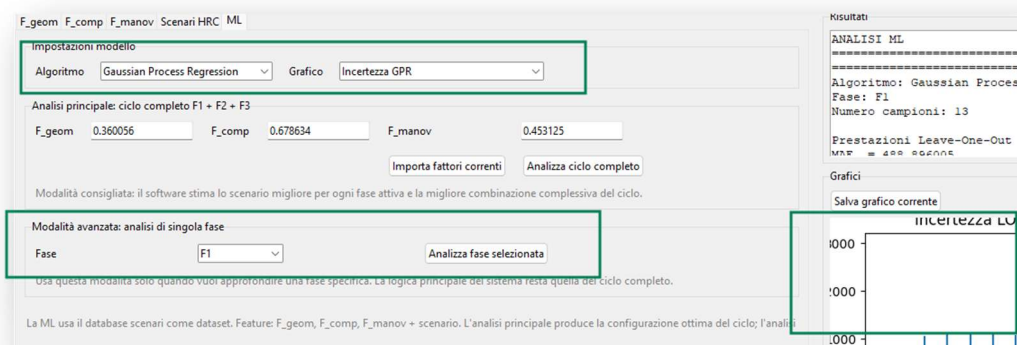 F_geom F_comp F_manov Scenari HRC ML
Impostazioni modello
Algoritmo Gaussian Process Regression Grafico Incertezza GPR
Analisi principale: ciclo completo F1 + F2 + F3
F_geom 0.360056 F_comp 0.678634 F_manov 0.453125
Importa fattori correnti Analizza ciclo completo
Modalità consigliata: il software stima lo scenario migliore per ogni fase attiva e la migliore combinazione complessiva del ciclo.
Modalità avanzata: analisi di singola fase
Fase F1 Analizza fase selezionata
Usa questa modalità solo quando vuoi approfondire una fase specifica. La logica principale del sistema resta quella del ciclo completo.
La ML usa il database scenari come dataset. Feature: F_geom, F_comp, F_manov + scenario. L'analisi principale produce la configurazione ottima del ciclo; l'analisi
Risultati
ANALISI ML
Algoritmo: Gaussian Proces
Fase: F1
Numero campioni: 13
Prestazioni Leave-One-Out
MAE = 488.896005
Grafici
Salva grafico corrente
Incertezza LO
3000
2000
1000